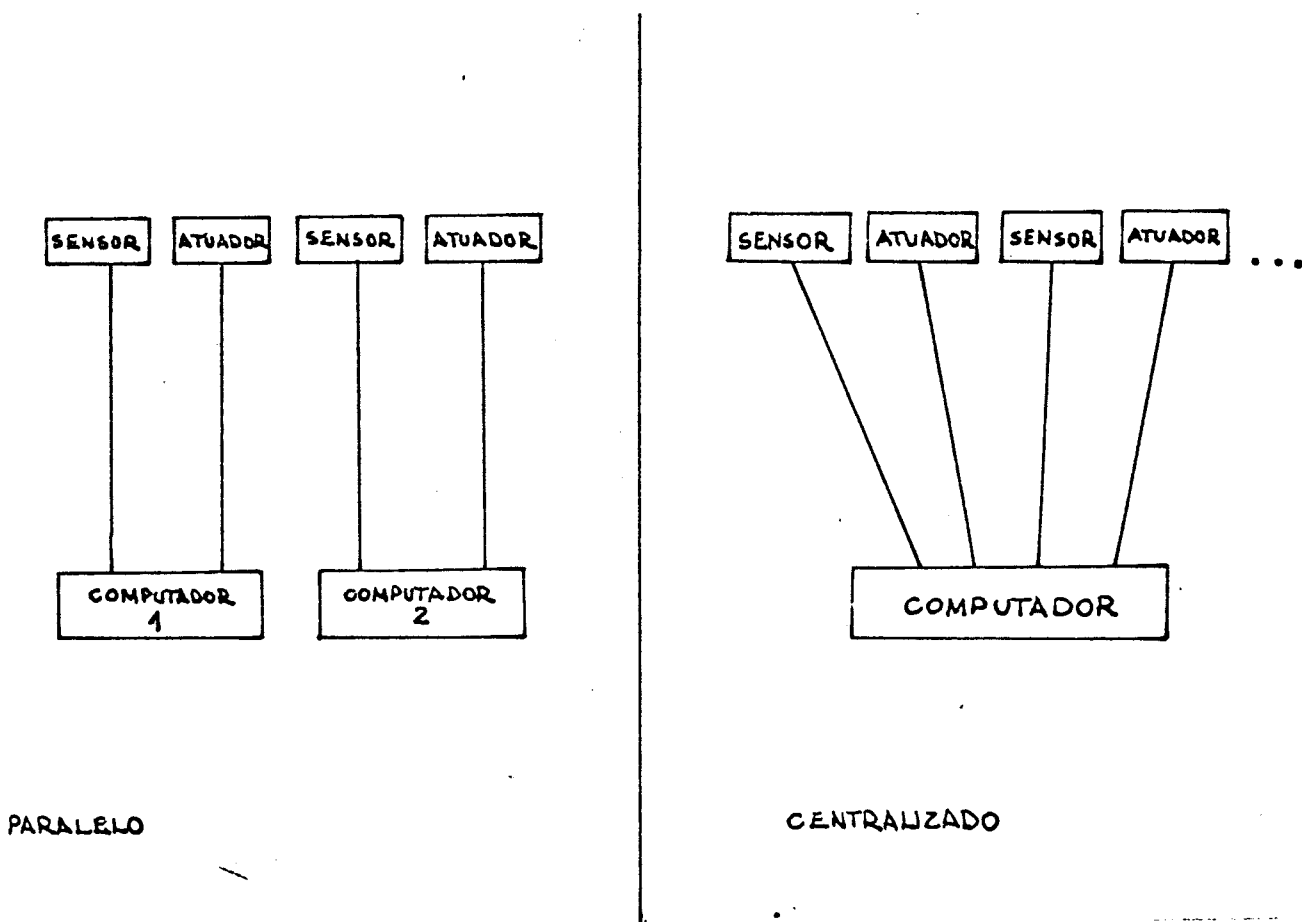 SENSOR ATUADOR SENSOR ATUADOR
COMPUTADOR
1
COMPUTADOR
2
PARALELO
SENSOR ATUADOR SENSOR ATUADOR ...
COMPUTADOR
CENTRALIZADO